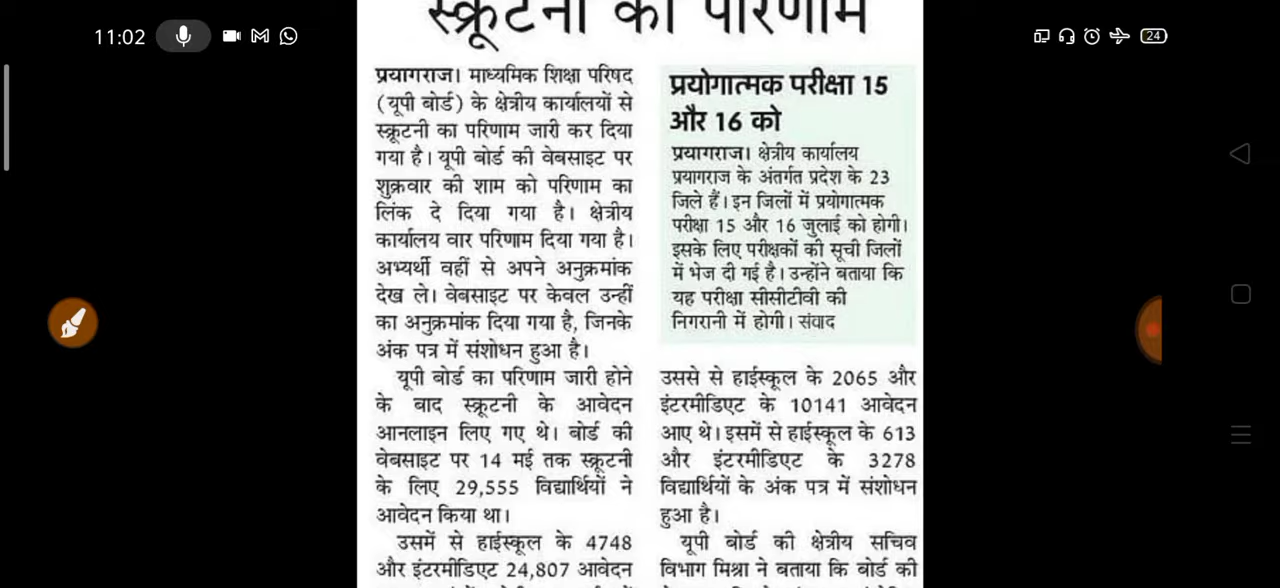 11:02
24
स्क्रूटनी का परिणाम
प्रयागराज। माध्यमिक शिक्षा परिषद
(यूपी बोर्ड) के क्षेत्रीय कार्यालयों से
स्क्रूटनी का परिणाम जारी कर दिया
गया है। यूपी बोर्ड की वेबसाइट पर
शुक्रवार की शाम को परिणाम का
लिंक दे दिया गया है। क्षेत्रीय
कार्यालय वार परिणाम दिया गया है।
अभ्यर्थी वहीं से अपने अनुक्रमांक
देख ले। वेबसाइट पर केवल उन्हीं
का अनुक्रमांक दिया गया है, जिनके
अंक पत्र में संशोधन हुआ है।
यूपी बोर्ड का परिणाम जारी होने
के बाद स्क्रूटनी के आवेदन
आनलाइन लिए गए थे। बोर्ड की
वेबसाइट पर 14 मई तक स्क्रूटनी
के लिए 29,555 विद्यार्थियों ने
आवेदन किया था।
उसमें से हाईस्कूल के 4748
और इंटरमीडिएट 24,807 आवेदन
प्रयोगात्मक परीक्षा 15
और 16 को
प्रयागराज। क्षेत्रीय कार्यालय
प्रयागराज के अंतर्गत प्रदेश के 23
जिले हैं। इन जिलों में प्रयोगात्मक
परीक्षा 15 और 16 जुलाई को होगी।
इसके लिए परीक्षकों की सूची जिलों
में भेज दी गई है। उन्होंने बताया कि
यह परीक्षा सीसीटीवी की
निगरानी में होगी। संवाद
उससे से हाईस्कूल के 2065 और
इंटरमीडिएट के 10141 आवेदन
आए थे। इसमें से हाईस्कूल के 613
और इंटरमीडिएट के 3278
विद्यार्थियों के अंक पत्र में संशोधन
हुआ है।
यूपी बोर्ड की क्षेत्रीय सचिव
विभाग मिश्रा ने बताया कि बोर्ड की